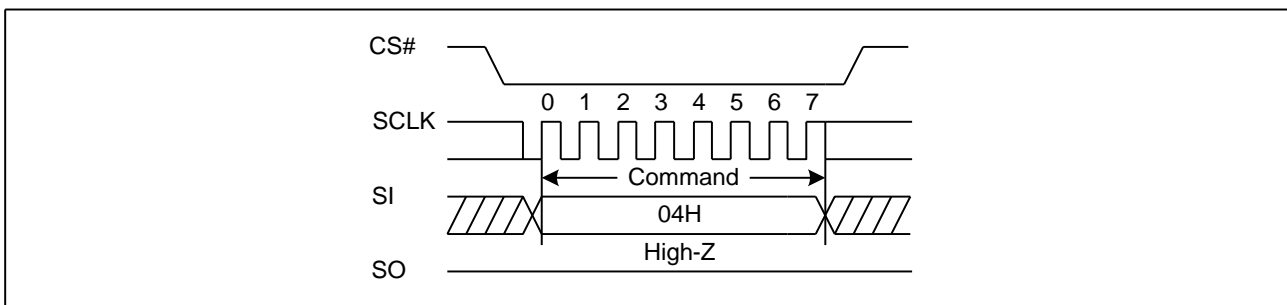 CS#
0 1 2 3 4 5 6 7
SCLK
Command
SI
04H
High-Z
SO